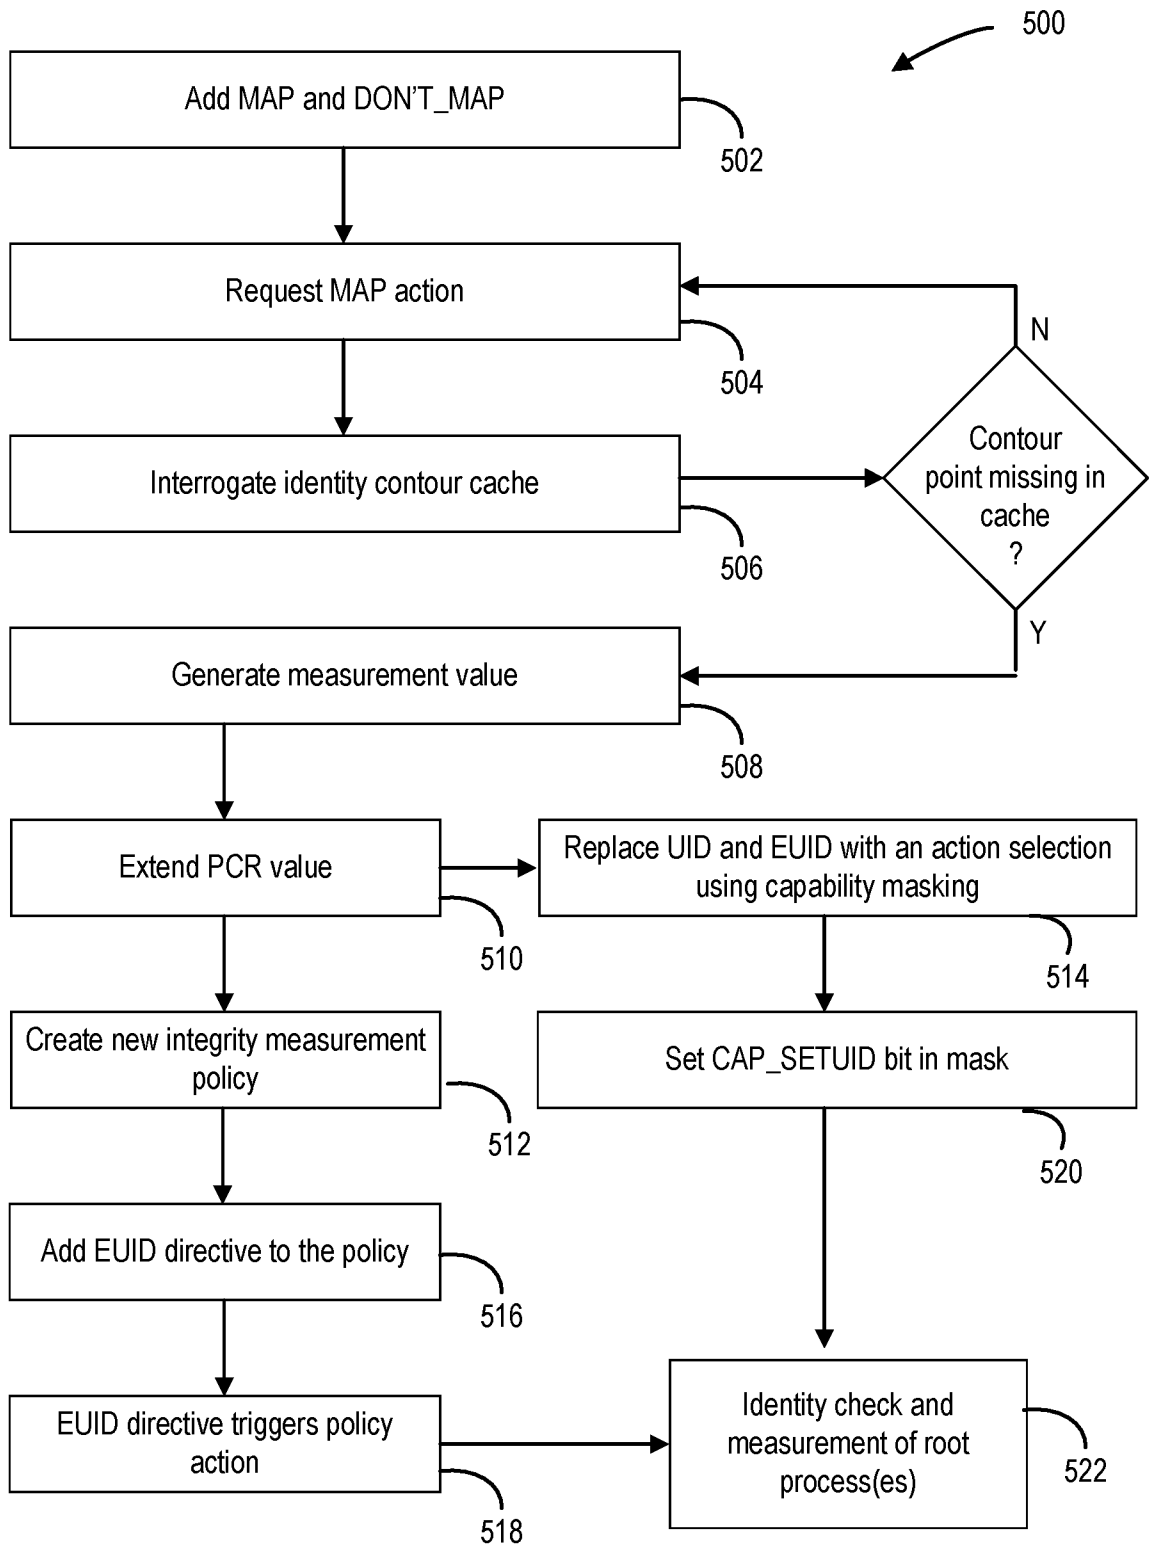 500
Add MAP and DON'T_MAP
502
Request MAP action
N
504
Contour
point missing in
cache
?
Interrogate identity contour cache
506
Y
Generate measurement value
508
Extend PCR value
510
Replace UID and EUID with an action selection
using capability masking
514
Create new integrity measurement
policy
512
Set CAP_SETUID bit in mask
520
Add EUID directive to the policy
516
EUID directive triggers policy
action
518
Identity check and
measurement of root
process(es)
522